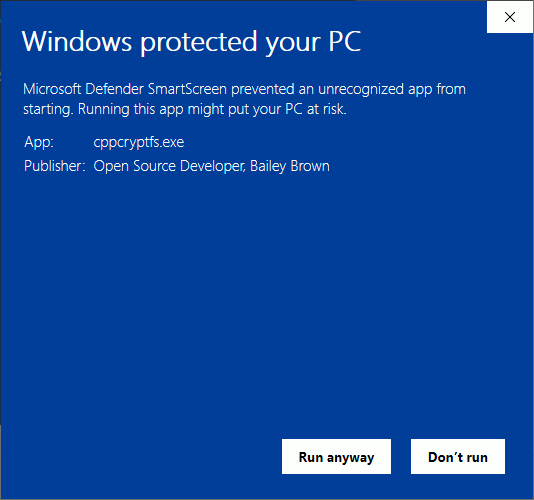 Windows protected your PC
Microsoft Defender SmartScreen prevented an unrecognized app from
starting. Running this app might put your PC at risk.
App: cppcryptfs.exe
Publisher: Open Source Developer, Bailey Brown
Run anyway Don’t run